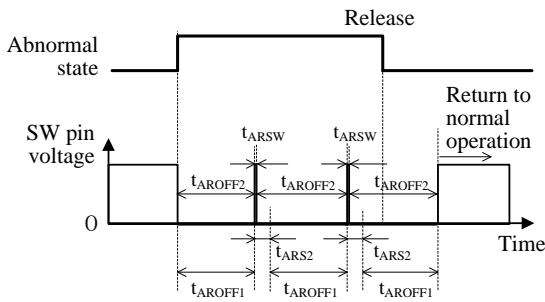 Release
Abnormal
state
Return to
normal
operation
tARSW tARSW
SW pin
voltage
tAROFF2 tAROFF2 tAROFF2
0
Time
tARS2 tARS2
tAROFF1 tAROFF1 tAROFF1